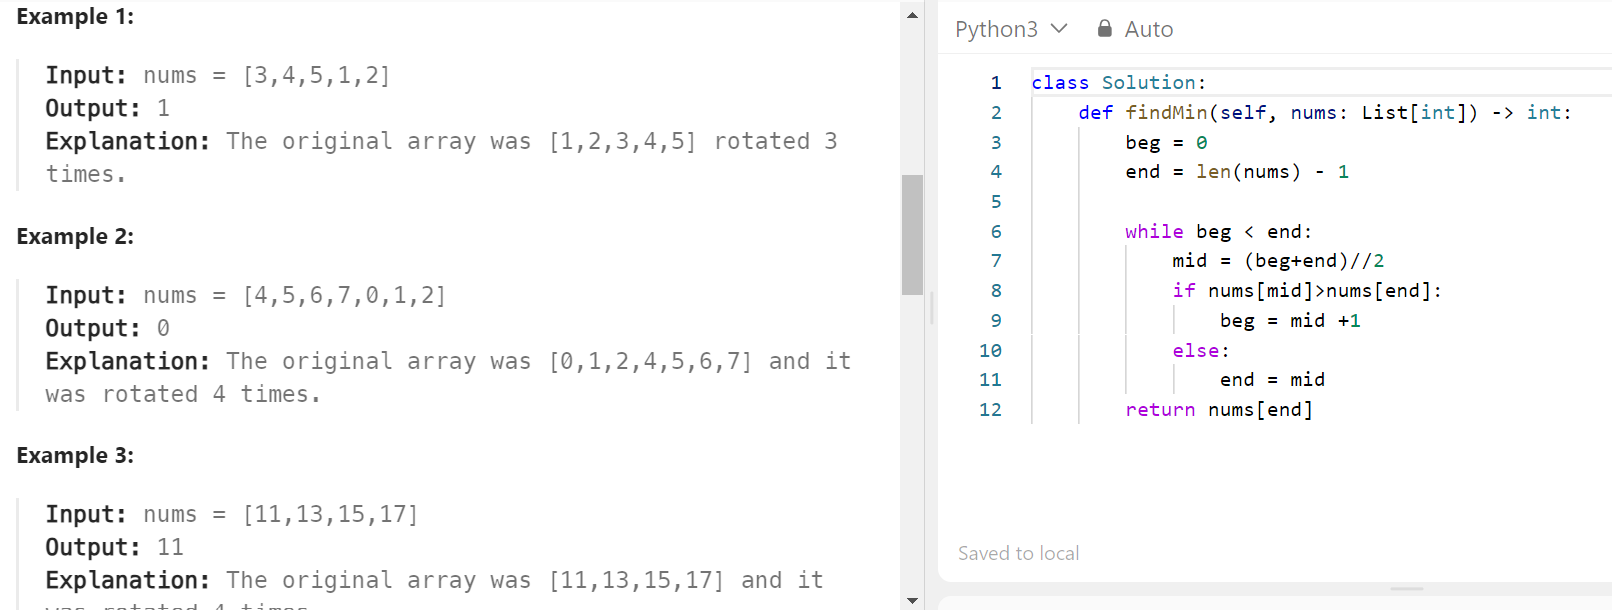 Example 1:
Input: nums = [3,4,5,1,2]
Output: 1
Explanation: The original array was [1,2,3,4,5] rotated 3
times.
Example 2:
Input: nums = [4,5,6,7,0,1,2]
Output: 0
Explanation: The original array was [0,1,2,4,5,6,7] and it
was rotated 4 times.
Example 3:
Input: nums = [11,13,15,17]
Output: 11
Explanation: The original array was [11,13,15,17] and it
was rotated 4 times.
Python3 Auto
1 class Solution:
2     def findMin(self, nums: List[int]) -> int:
3         beg = 0
4         end = len(nums) - 1
5
6         while beg < end:
7             mid = (beg+end)//2
8             if nums[mid]>nums[end]:
9                 beg = mid +1
10             else:
11                 end = mid
12         return nums[end]
Saved to local